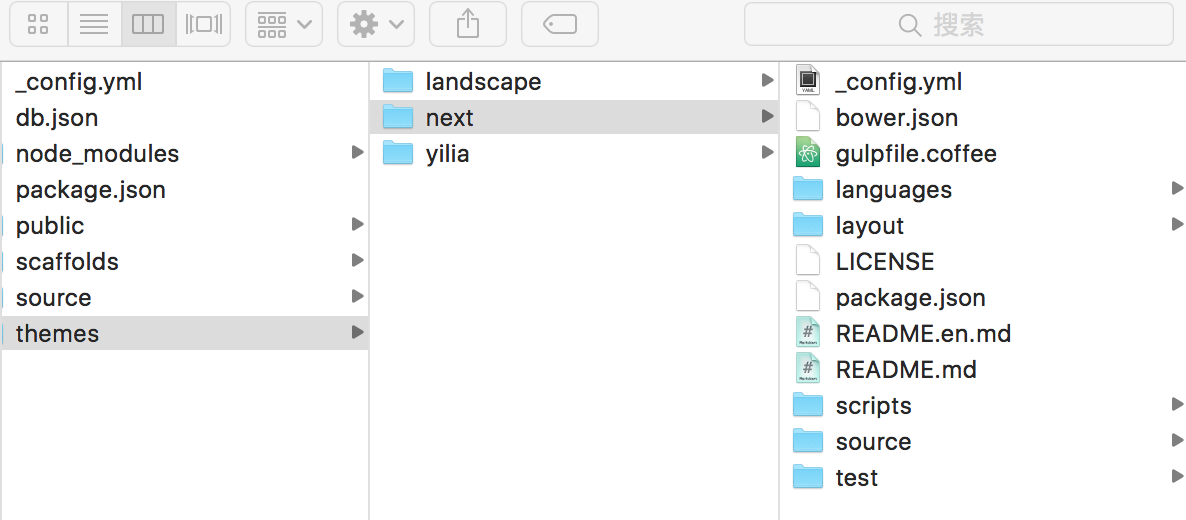 搜索
_config.yml
db.json
node_modules
package.json
public
scaffolds
source
themes
landscape
next
yilia
_config.yml
bower.json
gulpfile.coffee
languages
layout
LICENSE
package.json
README.en.md
README.md
scripts
source
test